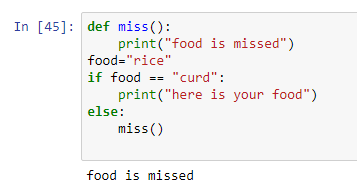 In [45]: def miss():
    print("food is missed")
food="rice"
if food == "curd":
    print("here is your food")
else:
    miss()
food is missed